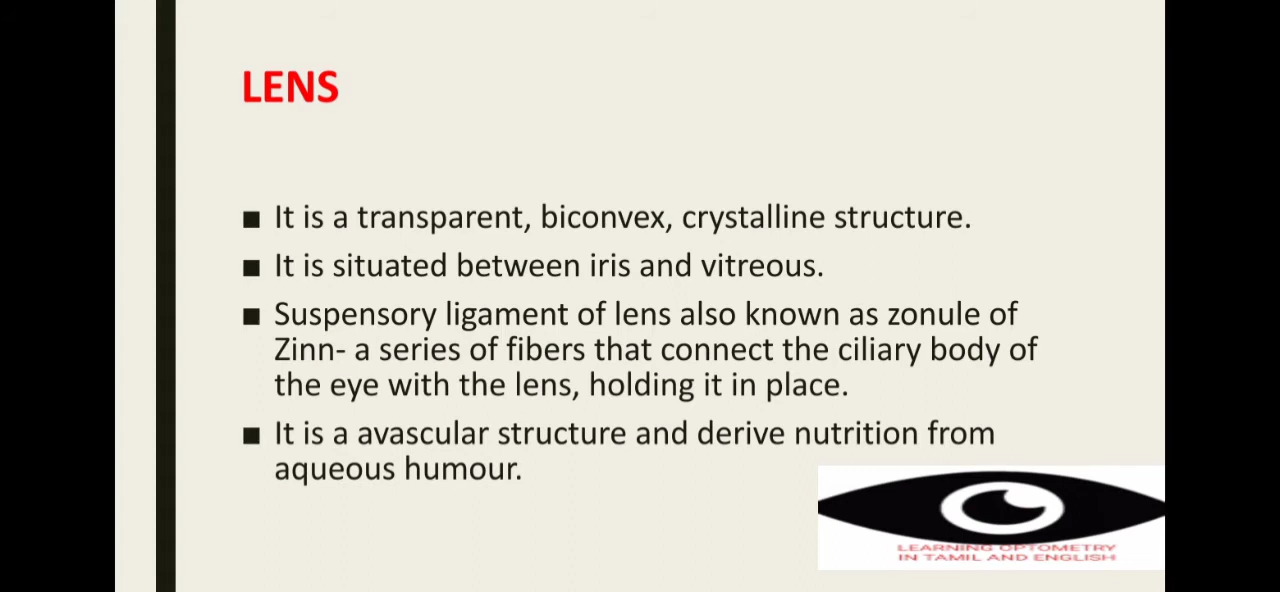 LENS
■ It is a transparent, biconvex, crystalline structure.
■ It is situated between iris and vitreous.
■ Suspensory ligament of lens also known as zonule of
Zinn- a series of fibers that connect the ciliary body of
the eye with the lens, holding it in place.
■ It is a avascular structure and derive nutrition from
aqueous humour.
LEARNING OPTOMETRY
IN TAMIL AND ENGLISH